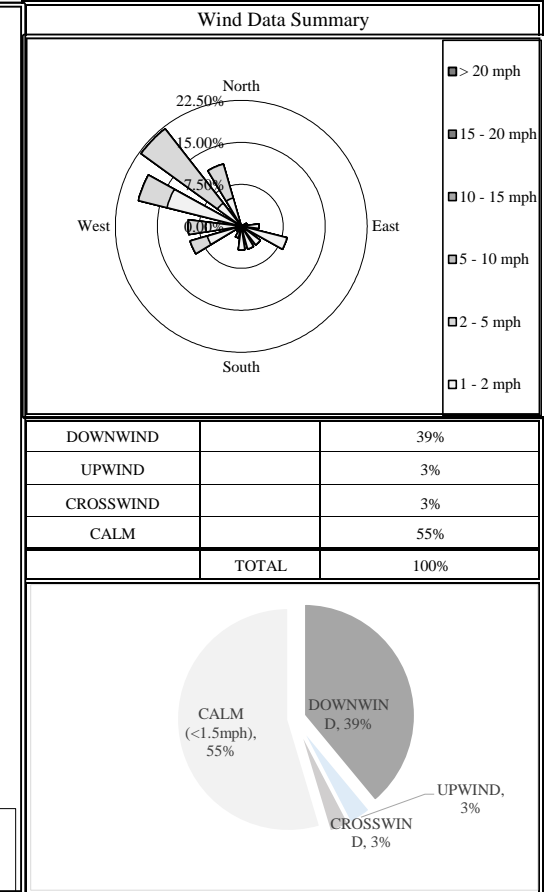 Wind Data Summary
North
22.50%
15.00%
7.50%
0.00%
West
East
South
> 20 mph
15 - 20 mph
10 - 15 mph
5 - 10 mph
2 - 5 mph
1 - 2 mph
DOWNWIND 39%
UPWIND 3%
CROSSWIND 3%
CALM 55%
TOTAL 100%
CALM
(<1.5mph),
55%
DOWNWIN
D, 39%
UPWIND,
3%
CROSSWIN
D, 3%